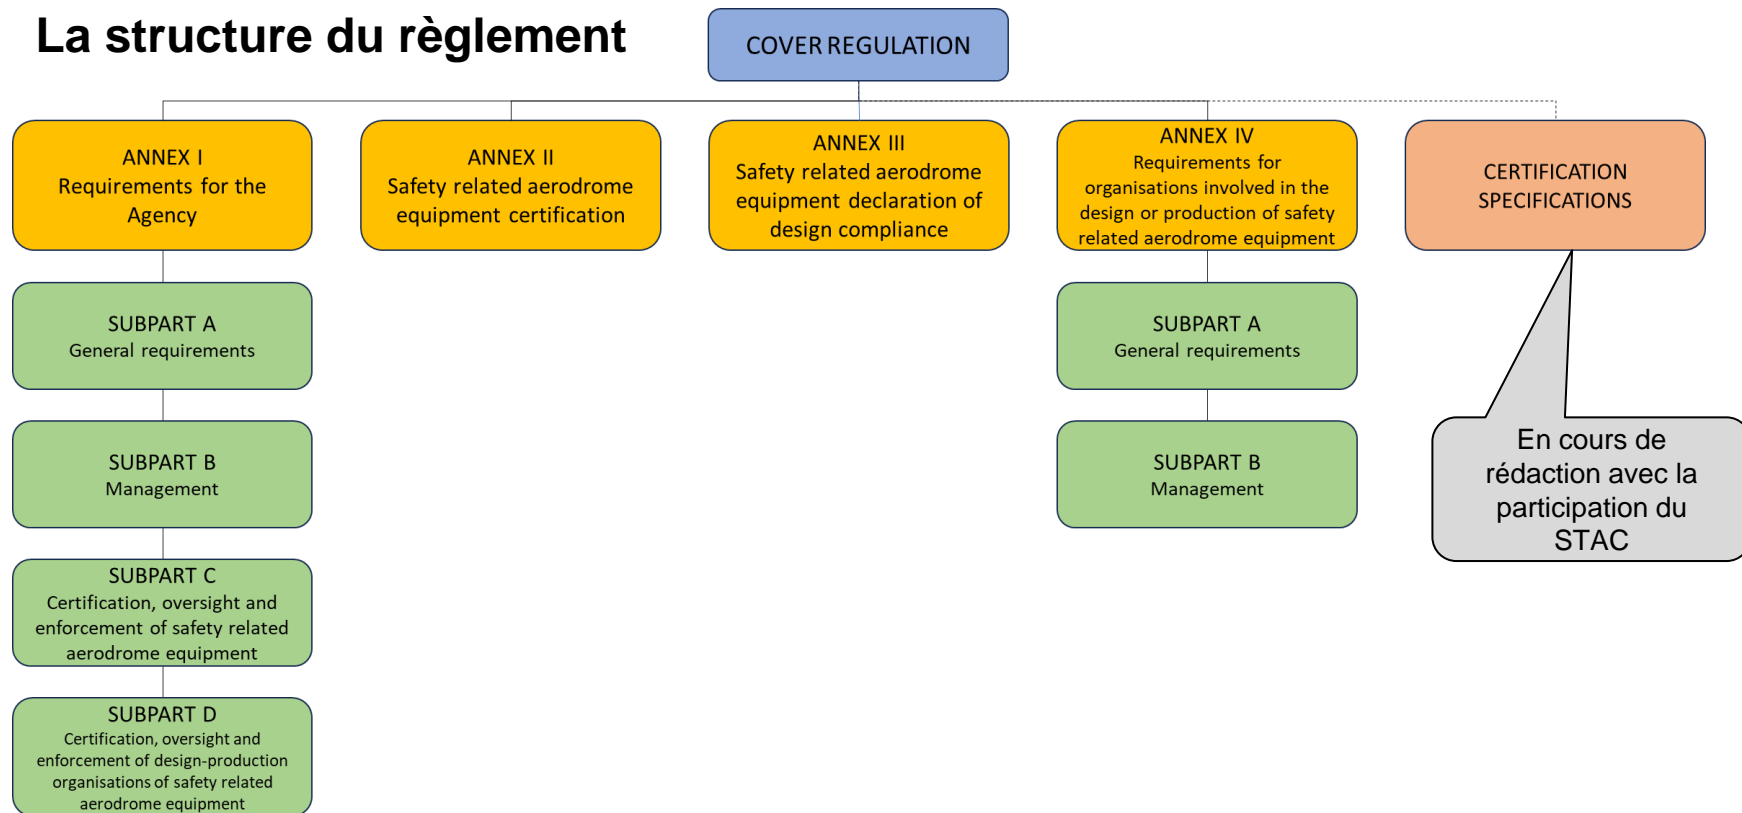 La structure du règlement
COVER REGULATION
ANNEX I
Requirements for the
Agency
ANNEX II
Safety related aerodrome
equipment certification
ANNEX III
Safety related aerodrome
equipment declaration of
design compliance
ANNEX IV
Requirements for
organisations involved in the
design or production of safety
related aerodrome equipment
CERTIFICATION
SPECIFICATIONS
SUBPART A
General requirements
SUBPART A
General requirements
SUBPART B
Management
SUBPART B
Management
En cours de
rédaction avec la
participation du
STAC
SUBPART C
Certification, oversight and
enforcement of safety related
aerodrome equipment
SUBPART D
Certification, oversight and
enforcement of design-production
organisations of safety related
aerodrome equipment